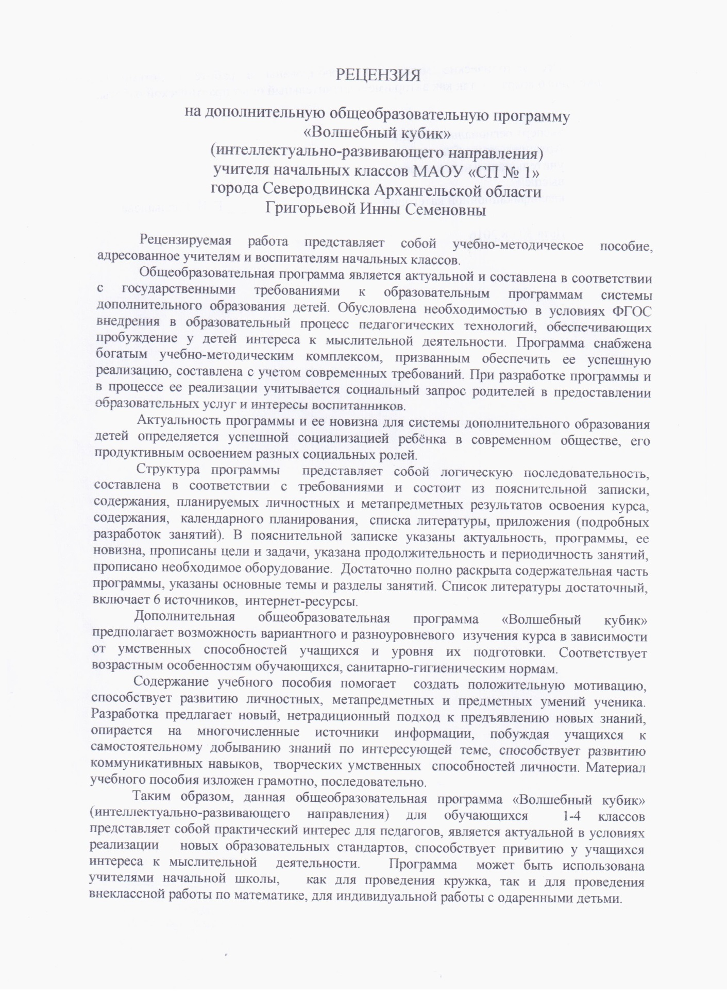 РЕЦЕНЗИЯ
на дополнительную общеобразовательную программу
«Волшебный кубик»
(интеллектуально-развивающего направления)
учителя начальных классов МАОУ «СП № 1»
города Северодвинска Архангельской области
Григорьевой Инны Семеновны
Рецензируемая работа представляет собой учебно-методическое пособие,
адресованное учителям и воспитателям начальных классов.
Общеобразовательная программа является актуальной и составлена в соответствии
с государственными требованиями к образовательным программам системы
дополнительного образования детей. Обусловлена необходимостью в условиях ФГОС
внедрения в образовательный процесс педагогических технологий, обеспечивающих
пробуждение у детей интереса к мыслительной деятельности. Программа снабжена
богатым учебно-методическим комплексом, призванным обеспечить ее успешную
реализацию, составлена с учетом современных требований. При разработке программы и
в процессе ее реализации учитывается социальный запрос родителей в предоставлении
образовательных услуг и интересы воспитанников.
Актуальность программы и ее новизна для системы дополнительного образования
детей определяется успешной социализацией ребёнка в современном обществе, его
продуктивным освоением разных социальных ролей.
Структура программы представляет собой логическую последовательность,
составлена в соответствии с требованиями и состоит из пояснительной записки,
содержания, планируемых личностных и метапредметных результатов освоения курса,
содержания, календарного планирования, списка литературы, приложения (подробных
разработок занятий). В пояснительной записке указаны актуальность, программы, ее
новизна, прописаны цели и задачи, указана продолжительность и периодичность занятий,
прописано необходимое оборудование. Достаточно полно раскрыта содержательная часть
программы, указаны основные темы и разделы занятий. Список литературы достаточный,
включает 6 источников, интернет-ресурсы.
Дополнительная общеобразовательная программа «Волшебный кубик»
предполагает возможность вариантного и разноуровневого изучения курса в зависимости
от умственных способностей учащихся и уровня их подготовки. Соответствует
возрастным особенностям обучающихся, санитарно-гигиеническим нормам.
Содержание учебного пособия помогает создать положительную мотивацию,
способствует развитию личностных, метапредметных и предметных умений ученика.
Разработка предлагает новый, нетрадиционный подход к предъявлению новых знаний,
опирается на многочисленные источники информации, побуждая учащихся к
самостоятельному добыванию знаний по интересующей теме, способствует развитию
коммуникативных навыков, творческих умственных способностей личности. Материал
учебного пособия изложен грамотно, последовательно.
Таким образом, данная общеобразовательная программа «Волшебный кубик»
(интеллектуально-развивающего направления) для обучающихся 1-4 классов
представляет собой практический интерес для педагогов, является актуальной в условиях
реализации новых образовательных стандартов, способствует привитию у учащихся
интереса к мыслительной деятельности. Программа может быть использована
учителями начальной школы, как для проведения кружка, так и для проведения
внеклассной работы по математике, для индивидуальной работы с одаренными детьми.